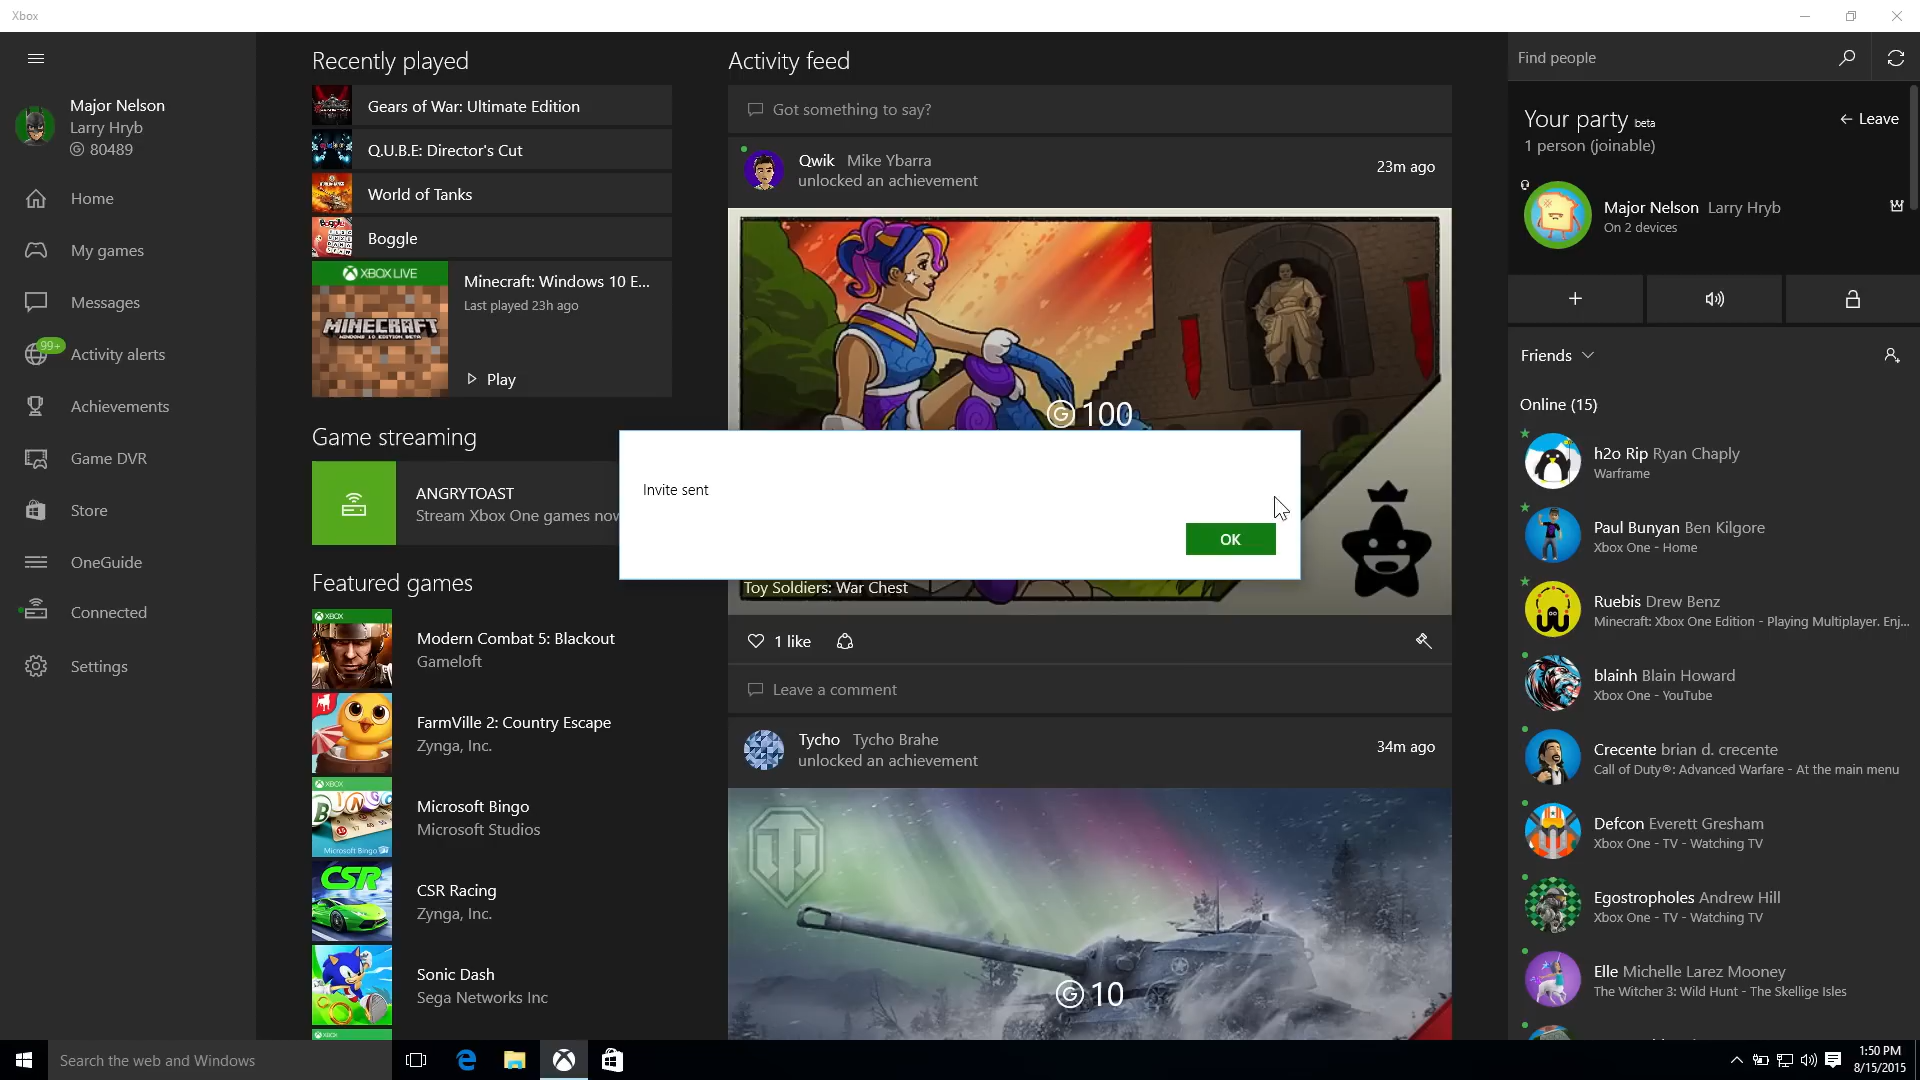 Xbox
Major Nelson
Larry Hryb
80489
Home
My games
Messages
99+
Activity alerts
Achievements
Game DVR
Store
OneGuide
Connected
Settings
Recently played
Gears of War: Ultimate Edition
Q.U.B.E: Director's Cut
World of Tanks
Boggle
XBOX LIVE
MINECRAFT
WINDOWS 10 EDITION BETA
Minecraft: Windows 10 E...
Last played 23h ago
Play
Game streaming
ANGRYTOAST
Stream Xbox One games now
Featured games
XBOX
Modern Combat 5: Blackout
Gameloft
FarmVille 2: Country Escape
Zynga, Inc.
XBOX
BINGO
Microsoft Bingo
Microsoft Bingo
Microsoft Studios
CSR
CSR Racing
Zynga, Inc.
Sonic Dash
Sega Networks Inc
XBOX
Activity feed
Got something to say?
Qwik Mike Ybarra
unlocked an achievement
23m ago
G 100
Invite sent
OK
Toy Soldiers: War Chest
1 like
Leave a comment
Tycho Tycho Brahe
unlocked an achievement
34m ago
G 10
Find people
Your party beta
Leave
1 person (joinable)
Major Nelson Larry Hryb
On 2 devices
Friends
Online (15)
h2o Rip Ryan Chaply
Warframe
Paul Bunyan Ben Kilgore
Xbox One - Home
Ruebis Drew Benz
Minecraft: Xbox One Edition - Playing Multiplayer. Enj...
blainh Blain Howard
Xbox One - YouTube
Crecente brian d. crecente
Call of Duty®: Advanced Warfare - At the main menu
Defcon Everett Gresham
Xbox One - TV - Watching TV
Egostropholes Andrew Hill
Xbox One - TV - Watching TV
Elle Michelle Larez Mooney
The Witcher 3: Wild Hunt - The Skellige Isles
Search the web and Windows
1:50 PM
8/15/2015